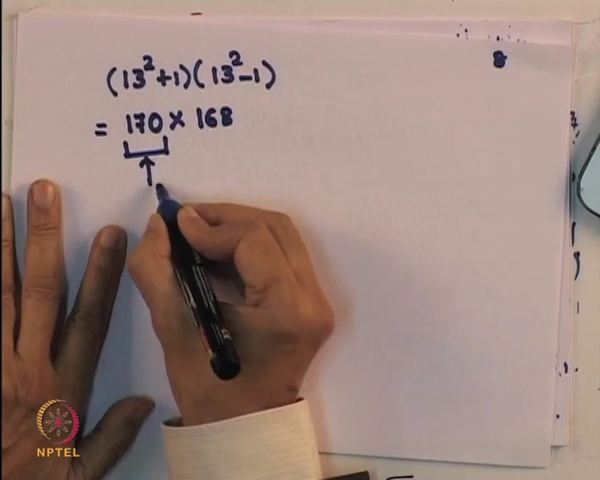 8
(13²+1)(13²-1)
= 170 × 168
NPTEL